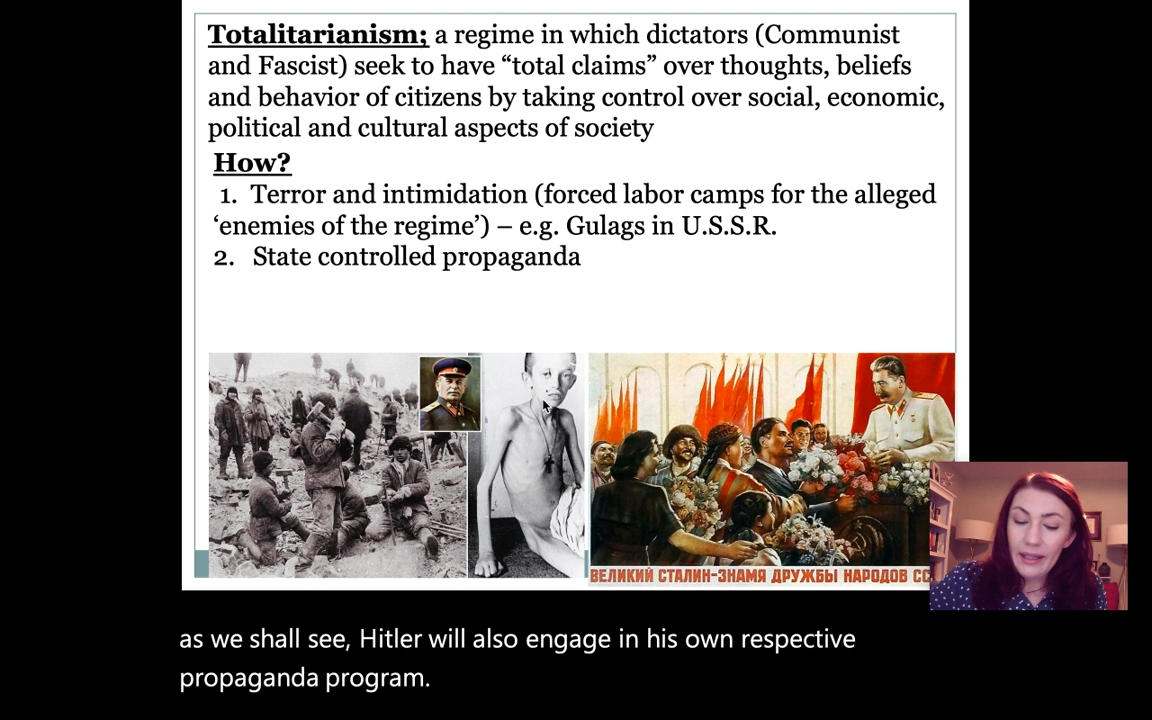 Totalitarianism; a regime in which dictators (Communist
and Fascist) seek to have “total claims” over thoughts, beliefs
and behavior of citizens by taking control over social, economic,
political and cultural aspects of society
How?
1. Terror and intimidation (forced labor camps for the alleged
‘enemies of the regime’) – e.g. Gulags in U.S.S.R.
2. State controlled propaganda
ВЕЛИКИЙ СТАЛИН-ЗНАМЯ ДРУЖБЫ НАРОДОВ СС
as we shall see, Hitler will also engage in his own respective
propaganda program.